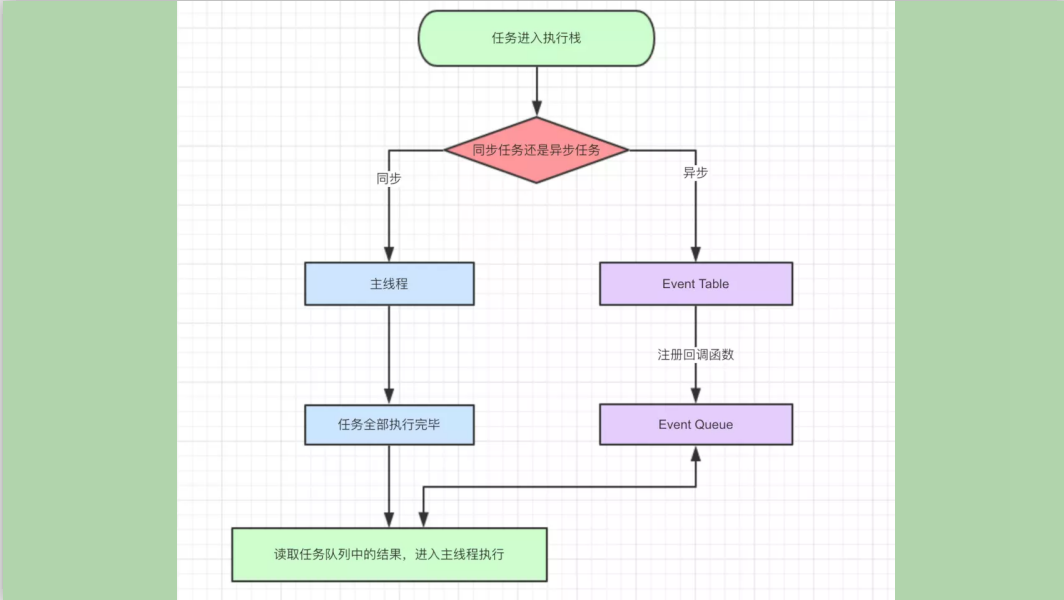 任务进入执行栈
同步任务还是异步任务
同步
异步
主线程
Event Table
注册回调函数
任务全部执行完毕
Event Queue
读取任务队列中的结果，进入主线程执行